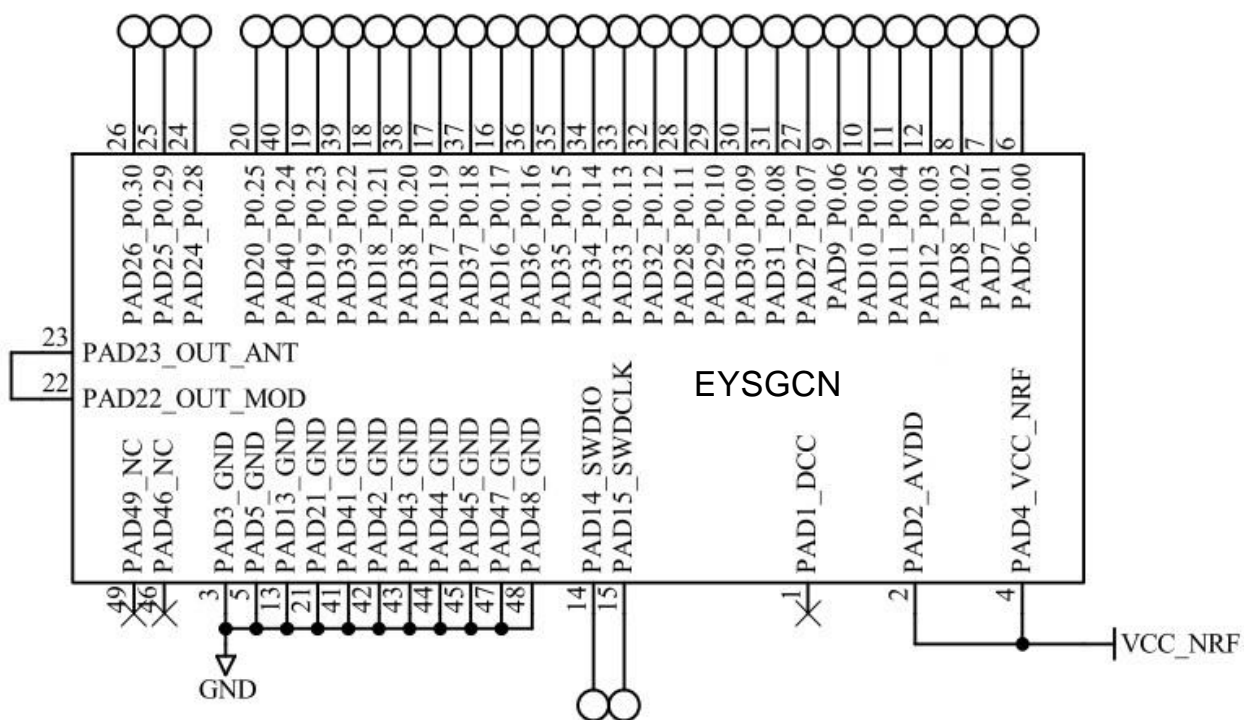 26 25 24 20 40 19 39 18 38 17 37 16 36 35 34 33 32 28 29 30 31 27 9 10 11 12 8 7 6
PAD26_P0.30
PAD25_P0.29
PAD24_P0.28
PAD20_P0.25
PAD40_P0.24
PAD19_P0.23
PAD39_P0.22
PAD18_P0.21
PAD38_P0.20
PAD17_P0.19
PAD37_P0.18
PAD16_P0.17
PAD36_P0.16
PAD35_P0.15
PAD34_P0.14
PAD33_P0.13
PAD32_P0.12
PAD28_P0.11
PAD29_P0.10
PAD30_P0.09
PAD31_P0.08
PAD27_P0.07
PAD9_P0.06
PAD10_P0.05
PAD11_P0.04
PAD12_P0.03
PAD8_P0.02
PAD7_P0.01
PAD6_P0.00
23 PAD23_OUT_ANT
22 PAD22_OUT_MOD
EYSGCN
PAD49_NC
PAD46_NC
PAD3_GND
PAD5_GND
PAD13_GND
PAD21_GND
PAD41_GND
PAD42_GND
PAD43_GND
PAD44_GND
PAD45_GND
PAD47_GND
PAD48_GND
PAD14_SWDIO
PAD15_SWDCLK
PAD1_DCC
PAD2_AVDD
PAD4_VCC_NRF
49 46 3 5 13 21 41 42 43 44 45 47 48 14 15 1 2 4
VCC_NRF
GND